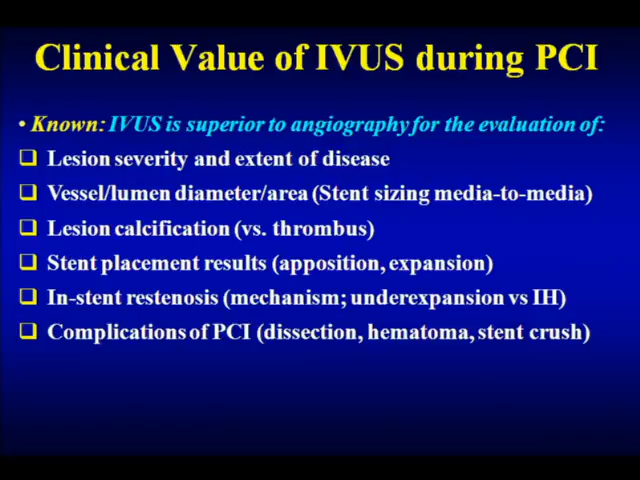 Clinical Value of IVUS during PCI
• Known: IVUS is superior to angiography for the evaluation of:
❑ Lesion severity and extent of disease
❑ Vessel/lumen diameter/area (Stent sizing media-to-media)
❑ Lesion calcification (vs. thrombus)
❑ Stent placement results (apposition, expansion)
❑ In-stent restenosis (mechanism; underexpansion vs IH)
❑ Complications of PCI (dissection, hematoma, stent crush)